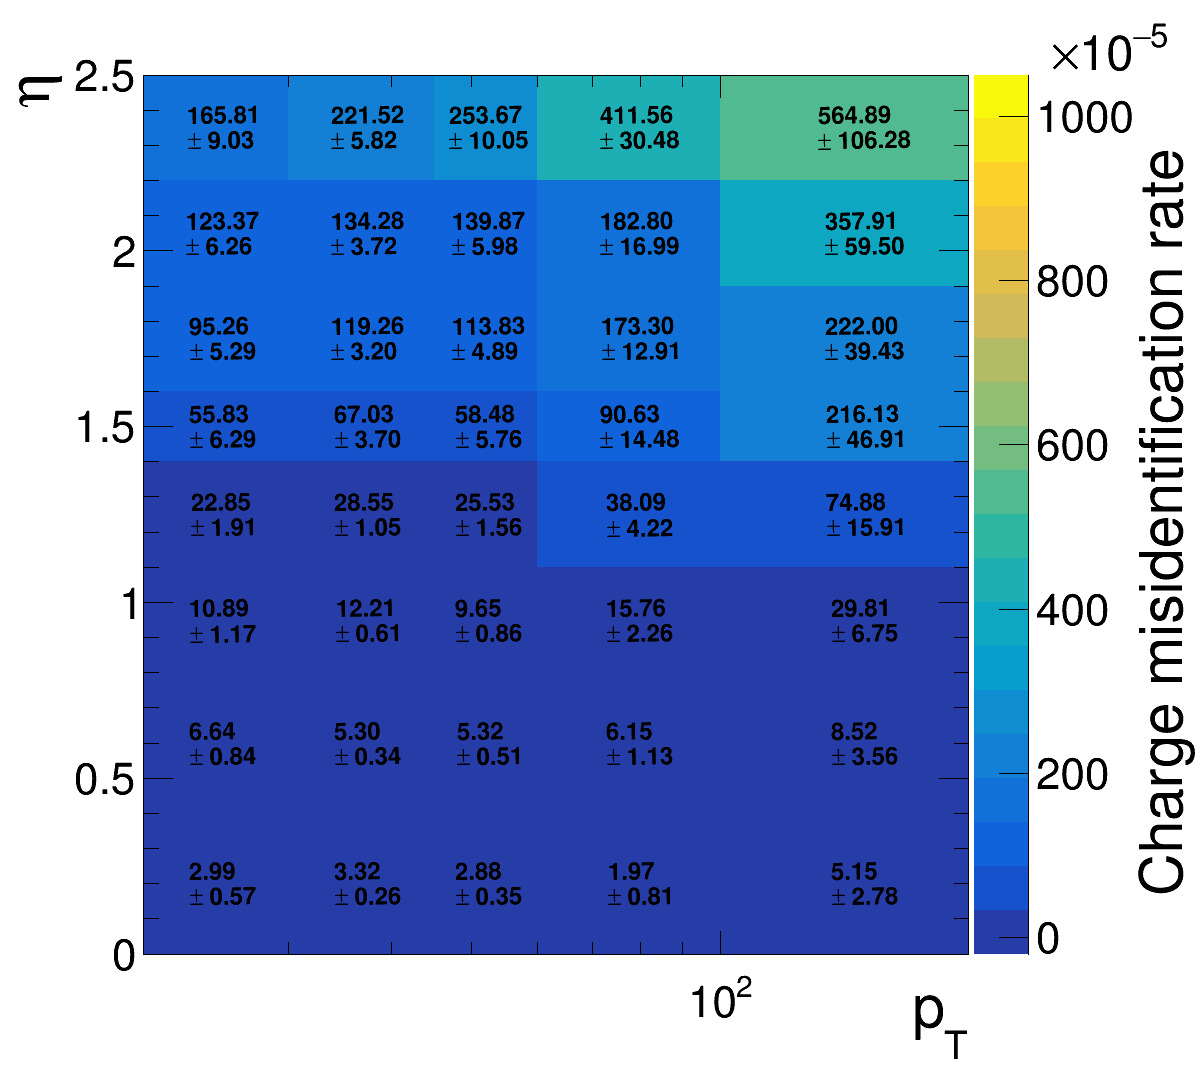 ×10⁻⁵
η
2.5
2
1.5
1
0.5
0
165.81 221.52 253.67 411.56 564.89
± 9.03 ± 5.82 ± 10.05 ± 30.48 ± 106.28
123.37 134.28 139.87 182.80 357.91
± 6.26 ± 3.72 ± 5.98 ± 16.99 ± 59.50
95.26 119.26 113.83 173.30 222.00
± 5.29 ± 3.20 ± 4.89 ± 12.91 ± 39.43
55.83 67.03 58.48 90.63 216.13
± 6.29 ± 3.70 ± 5.76 ± 14.48 ± 46.91
22.85 28.55 25.53 38.09 74.88
± 1.91 ± 1.05 ± 1.56 ± 4.22 ± 15.91
10.89 12.21 9.65 15.76 29.81
± 1.17 ± 0.61 ± 0.86 ± 2.26 ± 6.75
6.64 5.30 5.32 6.15 8.52
± 0.84 ± 0.34 ± 0.51 ± 1.13 ± 3.56
2.99 3.32 2.88 1.97 5.15
± 0.57 ± 0.26 ± 0.35 ± 0.81 ± 2.78
10²
p_T
1000
800
600
400
200
0
Charge misidentification rate